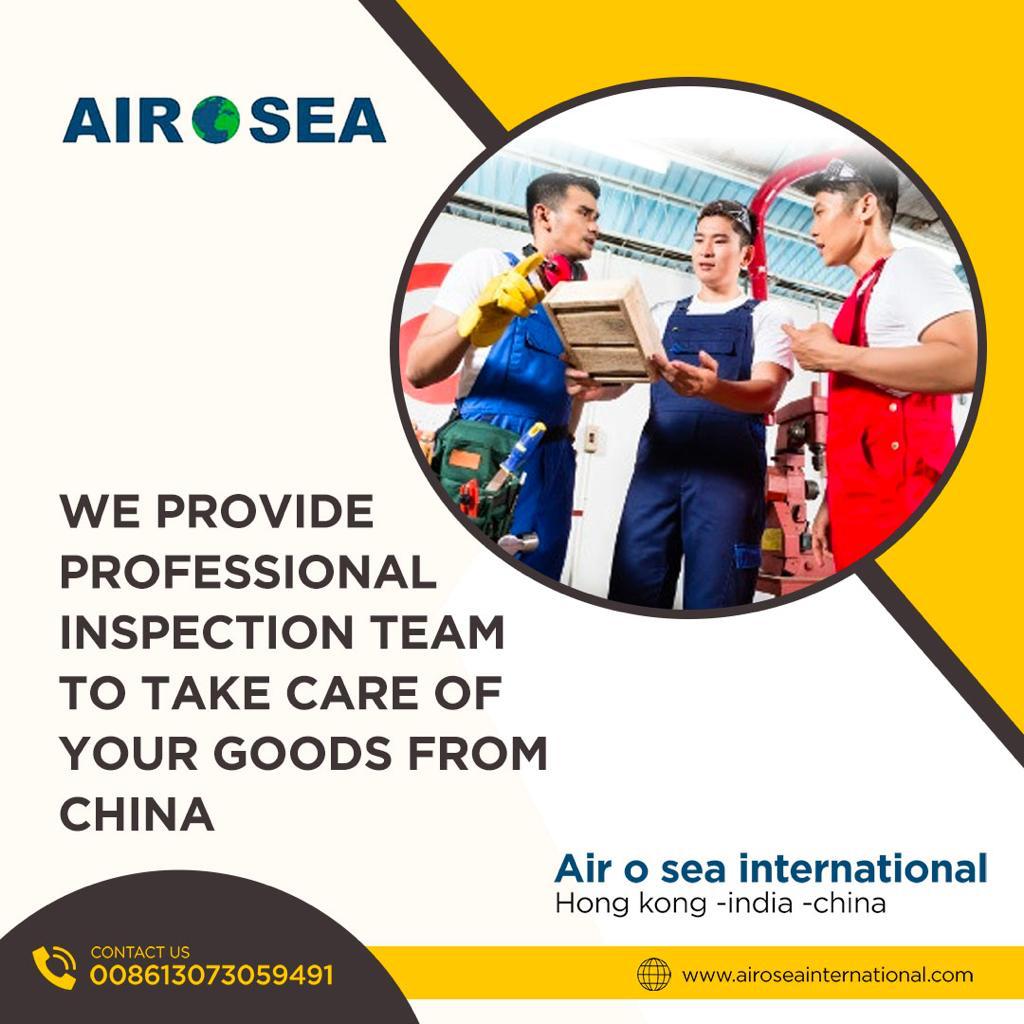 AIR SEA
WE PROVIDE
PROFESSIONAL
INSPECTION TEAM
TO TAKE CARE OF
YOUR GOODS FROM
CHINA
Air o sea international
Hong kong -india -china
CONTACT US
008613073059491
www.airoseainternational.com